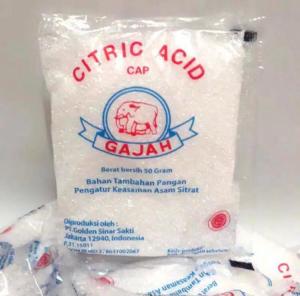 CITRIC ACID
CAP
GAJAH
Berat bersih 50 Gram
Bahan Tambahan Pangan
Pengatur Keasaman Asam Sitrat
Diproduksi oleh :
PT.Golden Sinar Sakti
Jakarta 12940, Indonesia